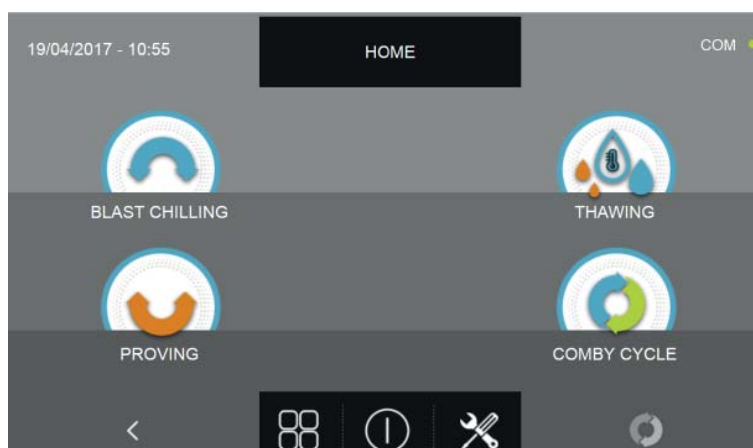 19/04/2017 - 10:55
HOME
COM
BLAST CHILLING
THAWING
PROVING
COMBY CYCLE